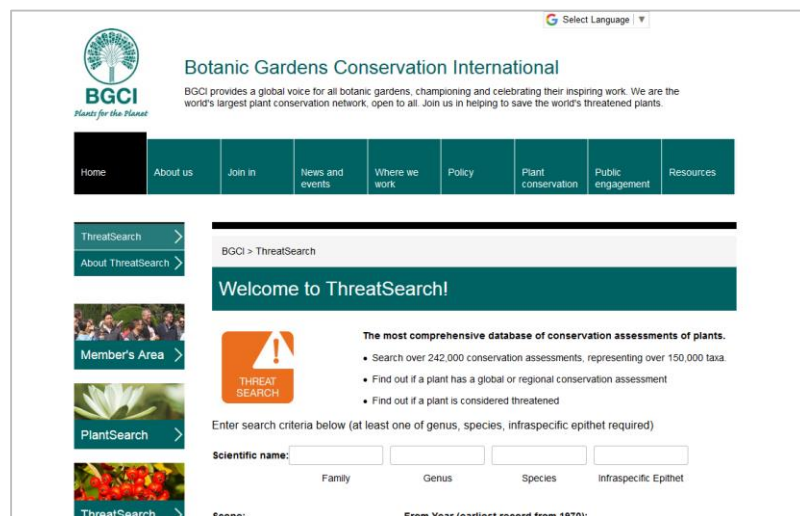 Select Language ▼
BGCI
Plants for the Planet
Botanic Gardens Conservation International
BGCI provides a global voice for all botanic gardens, championing and celebrating their inspiring work. We are the
world's largest plant conservation network, open to all. Join us in helping to save the world's threatened plants.
Home
About us
Join in
News and
events
Where we
work
Policy
Plant
conservation
Public
engagement
Resources
ThreatSearch
About ThreatSearch
Member's Area
PlantSearch
ThreatSearch
BGCI > ThreatSearch
Welcome to ThreatSearch!
THREAT
SEARCH
The most comprehensive database of conservation assessments of plants.
• Search over 242,000 conservation assessments, representing over 150,000 taxa.
• Find out if a plant has a global or regional conservation assessment
• Find out if a plant is considered threatened
Enter search criteria below (at least one of genus, species, infraspecific epithet required)
Scientific name:
Family
Genus
Species
Infraspecific Epithet
Scope:
From Year (earliest record from 1970):